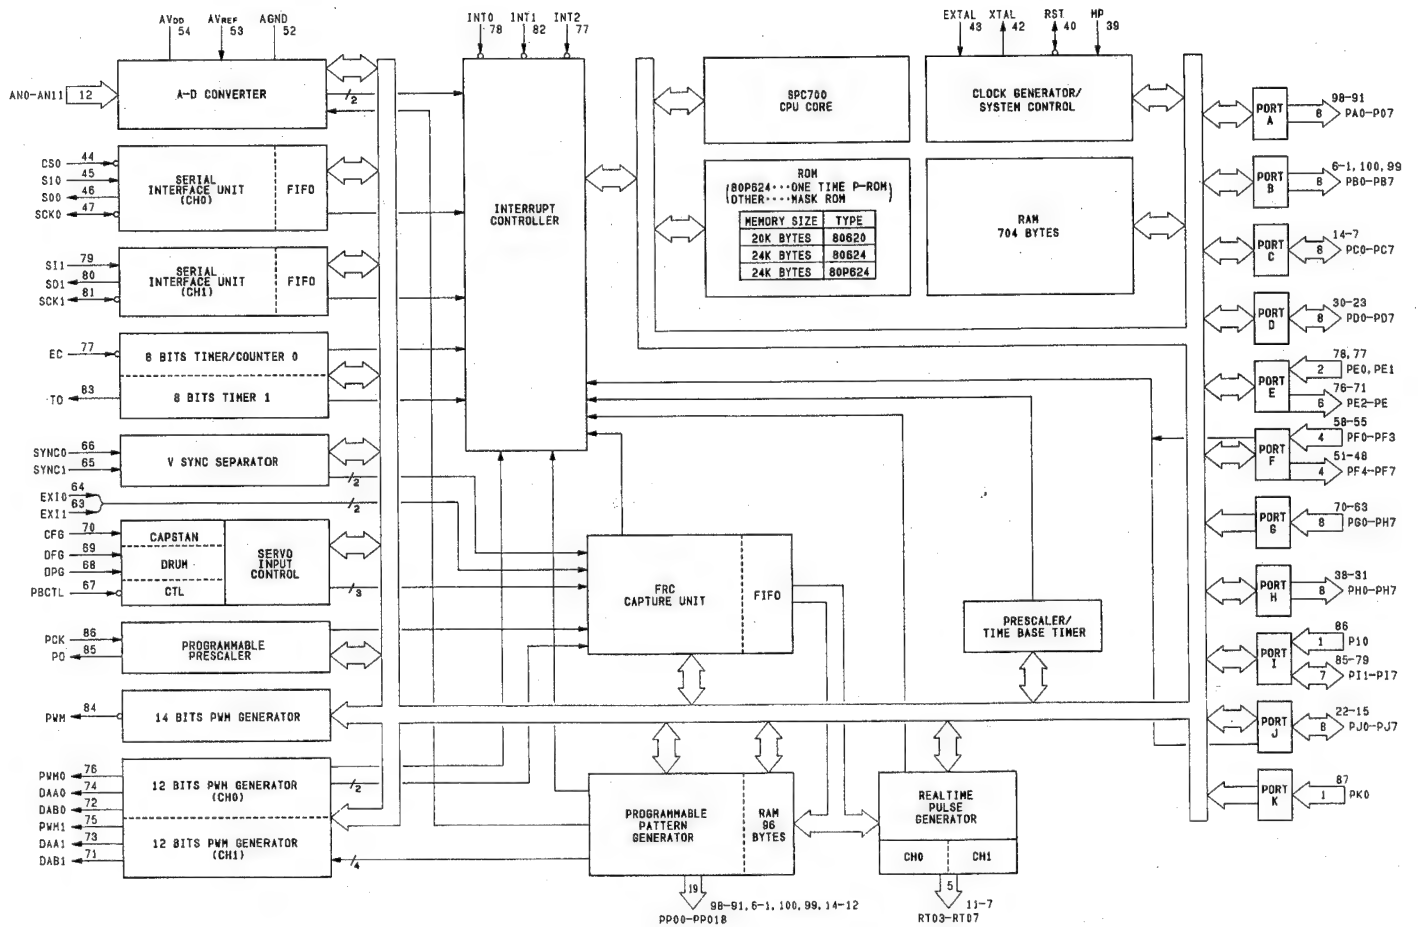 AVDD
54
AVREF
53
AGND
52
INT0
78
INT1
82
INT2
77
EXTAL
43
XTAL
42
RST
40
MP
39
AN0-AN11
12
A-D CONVERTER
2
CS0
44
SI0
45
SO0
46
SCK0
47
SERIAL
INTERFACE UNIT
(CH0)
FIFO
SI1
79
SO1
80
SCK1
81
SERIAL
INTERFACE UNIT
(CH1)
FIFO
EC
77
8 BITS TIMER/COUNTER 0
TO
83
8 BITS TIMER 1
SYNC0
66
SYNC1
65
V SYNC SEPARATOR
2
EXI0
64
EXI1
63
2
CFG
70
DFG
69
DPG
68
PBCTL
67
CAPSTAN
DRUM
CTL
SERVO
INPUT
CONTROL
3
PCK
86
PO
85
PROGRAMMABLE
PRESCALER
PWM
84
14 BITS PWM GENERATOR
PWM0
76
DAA0
74
DAB0
72
PWM1
75
DAA1
73
DAB1
71
12 BITS PWM GENERATOR
(CH0)
2
12 BITS PWM GENERATOR
(CH1)
4
INTERRUPT
CONTROLLER
SPC700
CPU CORE
CLOCK GENERATOR/
SYSTEM CONTROL
ROM
(80P624···ONE TIME P-ROM)
(OTHER····MASK ROM)
MEMORY SIZE TYPE
20K BYTES 80620
24K BYTES 80624
24K BYTES 80P624
RAM
704 BYTES
FRC
CAPTURE UNIT
FIFO
PRESCALER/
TIME BASE TIMER
PROGRAMMABLE
PATTERN
GENERATOR
RAM
96
BYTES
19
98-91,6-1,100,99,14-12
PP00-PP018
REALTIME
PULSE
GENERATOR
CH0
CH1
5
11-7
RT03-RT07
PORT
A
8
98-91
PA0-P07
PORT
B
8
6-1,100,99
PB0-PB7
PORT
C
8
14-7
PC0-PC7
PORT
D
8
30-23
PD0-PD7
PORT
E
2
78,77
PE0,PE1
6
76-71
PE2-PE
PORT
F
4
58-55
PF0-PF3
4
51-48
PF4-PF7
PORT
G
8
70-63
PG0-PH7
PORT
H
8
38-31
PH0-PH7
PORT
I
1
86
Pi0
7
85-79
PI1-PI7
PORT
J
8
22-15
PJ0-PJ7
PORT
K
1
87
PK0